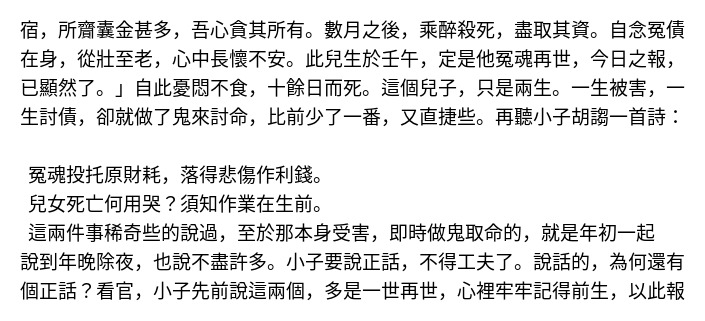 宿，所齎囊金甚多，吾心貪其所有。數月之後，乘醉殺死，盡取其資。自念冤債
在身，從壯至老，心中長懷不安。此兒生於壬午，定是他冤魂再世，今日之報，
已顯然了。」自此憂悶不食，十餘日而死。這個兒子，只是兩生。一生被害，一
生討債，卻就做了鬼來討命，比前少了一番，又直捷些。再聽小子胡謅一首詩：
冤魂投托原財耗，落得悲傷作利錢。
兒女死亡何用哭？須知作業在生前。
這兩件事稀奇些的說過，至於那本身受害，即時做鬼取命的，就是年初一起
說到年晚除夜，也說不盡許多。小子要說正話，不得工夫了。說話的，為何還有
個正話？看官，小子先前說這兩個，多是一世再世，心裡牢牢記得前生，以此報